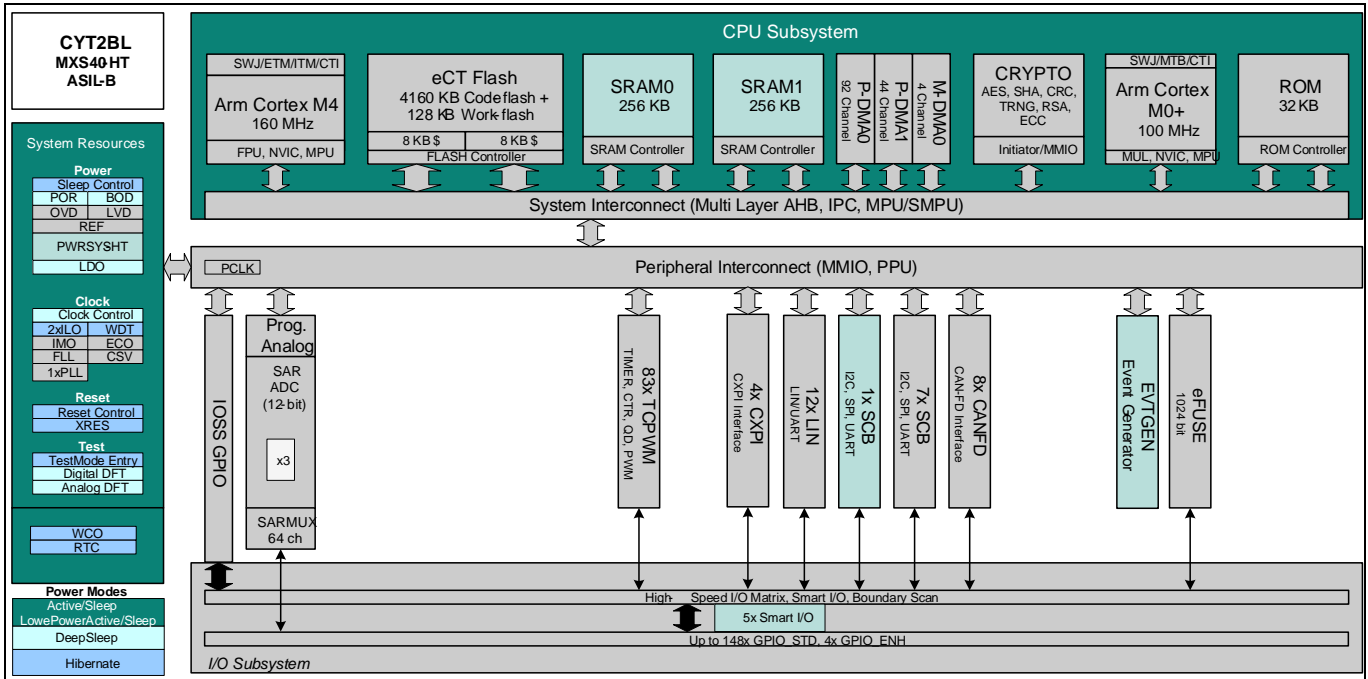 CYT2BL
MXS40-HT
ASIL-B
System Resources
Power
Sleep Control
POR BOD
OVD LVD
REF
PWRSYS-HT
LDO
Clock
Clock Control
2xILO WDT
IMO ECO
FLL CSV
1xPLL
Reset
Reset Control
XRES
Test
TestMode Entry
Digital DFT
Analog DFT
WCO
RTC
Power Modes
Active/Sleep
LowePowerActive/Sleep
DeepSleep
Hibernate
CPU Subsystem
SWJ/ETM/ITM/CTI
Arm Cortex M4
160 MHz
FPU, NVIC, MPU
eCT Flash
4160 KB Code-flash +
128 KB Work-flash
8 KB $ 8 KB $
FLASH Controller
SRAM0
256 KB
SRAM Controller
SRAM1
256 KB
SRAM Controller
P-DMA0
92 Channel
P-DMA1
44 Channel
M-DMA0
4 Channel
CRYPTO
AES, SHA, CRC,
TRNG, RSA,
ECC
Initiator/MMIO
SWJ/MTB/CTI
Arm Cortex
M0+
100 MHz
MUL, NVIC, MPU
ROM
32 KB
ROM Controller
System Interconnect (Multi Layer AHB, IPC, MPU/SMPU)
PCLK
Peripheral Interconnect (MMIO, PPU)
IOSS GPIO
Prog.
Analog
SAR
ADC
(12-bit)
x3
SARMUX
64 ch
83x TCPWM
TIMER, CTR, QD, PWM
4x CXPI
CXPI Interface
12x LIN
LIN/UART
1x SCB
I2C, SPI, UART
7x SCB
I2C, SPI, UART
8x CANFD
CAN-FD Interface
EVTGEN
Event Generator
eFUSE
1024 bit
High- Speed I/O Matrix, Smart I/O, Boundary Scan
5x Smart I/O
Up to 148x GPIO_STD, 4x GPIO_ENH
I/O Subsystem